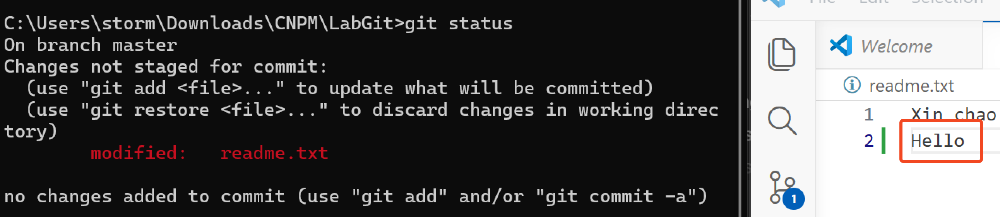 C:\Users\storm\Downloads\CNPM\LabGit>git status
On branch master
Changes not staged for commit:
  (use "git add <file>..." to update what will be committed)
  (use "git restore <file>..." to discard changes in working direc
tory)
        modified:   readme.txt

no changes added to commit (use "git add" and/or "git commit -a")
File Edit Selection
Welcome
readme.txt
1 Xin chao
2 Hello
1